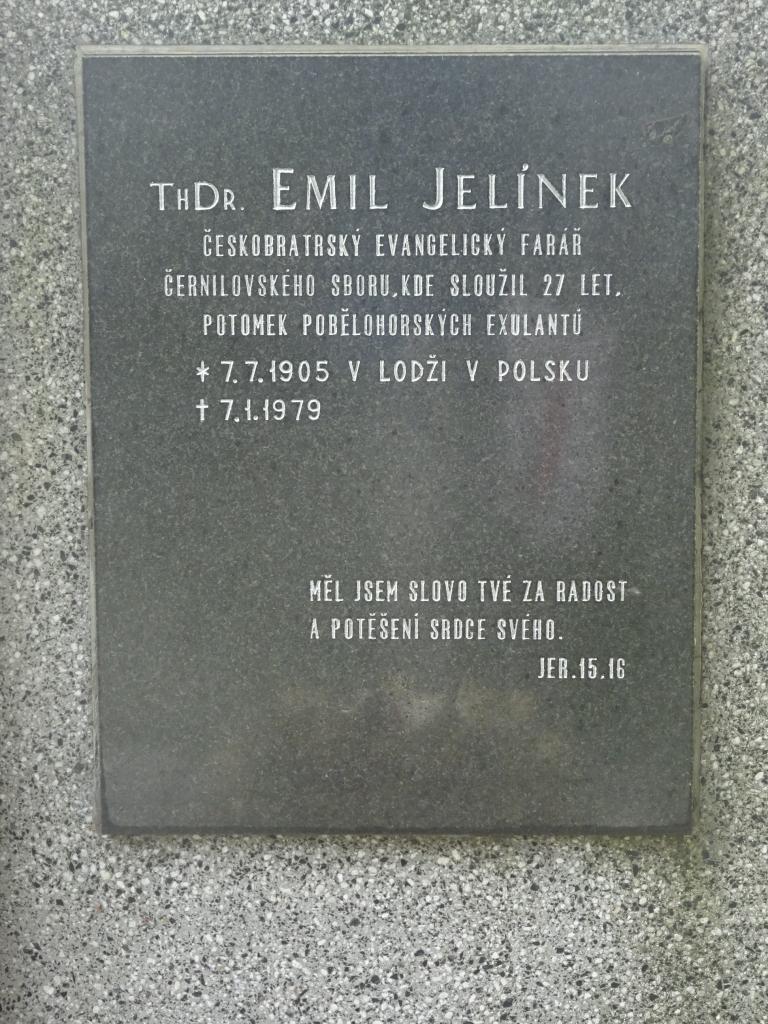 ThDr. EMIL JELÍNEK
ČESKOBRATRSKÝ EVANGELICKÝ FARÁŘ
ČERNILOVSKÉHO SBORU,KDE SLOUŽIL 27 LET,
POTOMEK POBĚLOHORSKÝCH EXULANTŮ
* 7.7.1905 V LODŽI V POLSKU
† 7.1.1979
MĚL JSEM SLOVO TVÉ ZA RADOST
A POTĚŠENÍ SRDCE SVÉHO.
JER.15,16